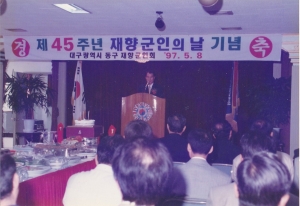 경 제45주년 재향군인의 날 기념 축
대구광역시 동구 재향군인회 '97. 5. 8